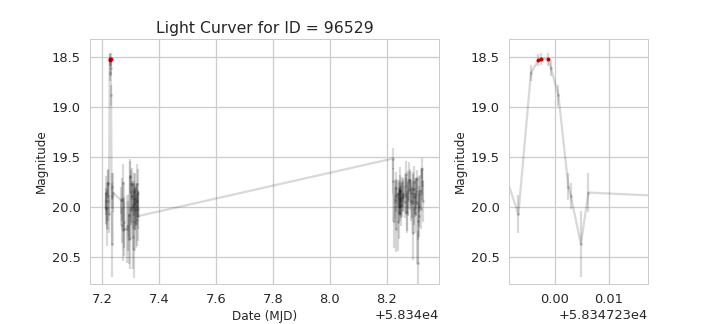 Light Curver for ID = 96529
Magnitude
18.5
19.0
19.5
20.0
20.5
7.2 7.4 7.6 7.8 8.0 8.2
Date (MJD)
+5.834e4
Magnitude
18.5
19.0
19.5
20.0
20.5
0.00 0.01
+5.834723e4